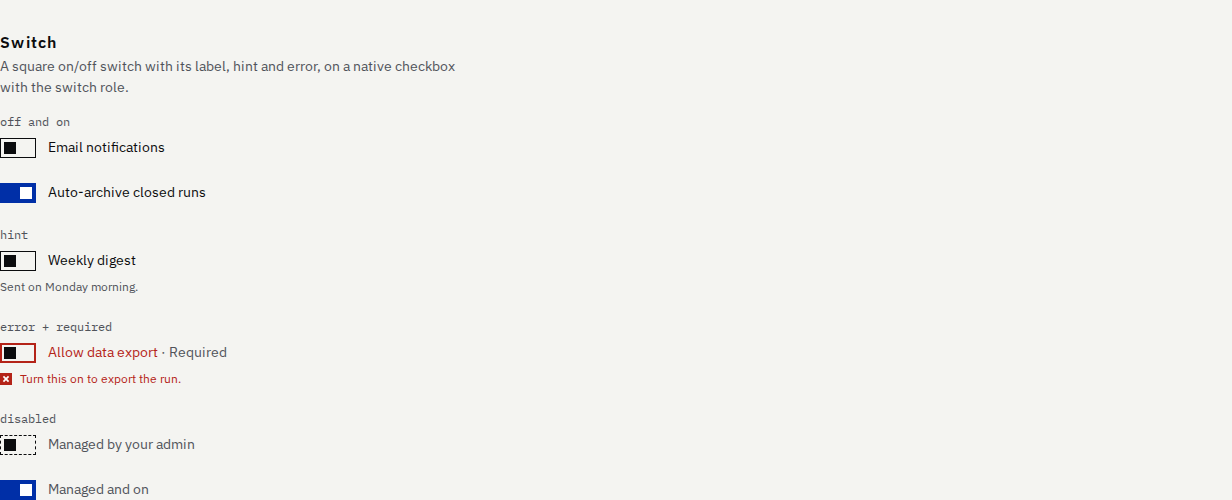 Switch
A square on/off switch with its label, hint and error, on a native checkbox
with the switch role.
off and on
Email notifications
Auto-archive closed runs
hint
Weekly digest
Sent on Monday morning.
error + required
Allow data export · Required
Turn this on to export the run.
disabled
Managed by your admin
Managed and on